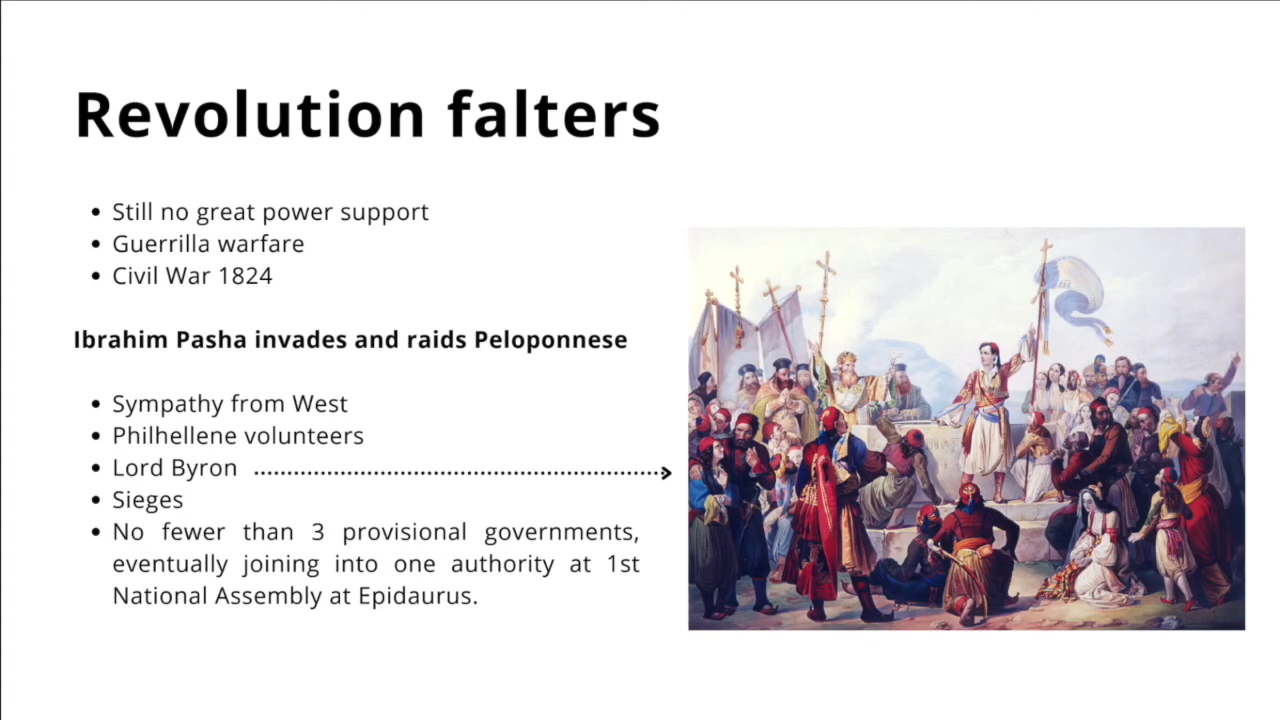 Revolution falters
• Still no great power support
• Guerrilla warfare
• Civil War 1824
Ibrahim Pasha invades and raids Peloponnese
• Sympathy from West
• Philhellene volunteers
• Lord Byron
• Sieges
• No fewer than 3 provisional governments,
eventually joining into one authority at 1st
National Assembly at Epidaurus.